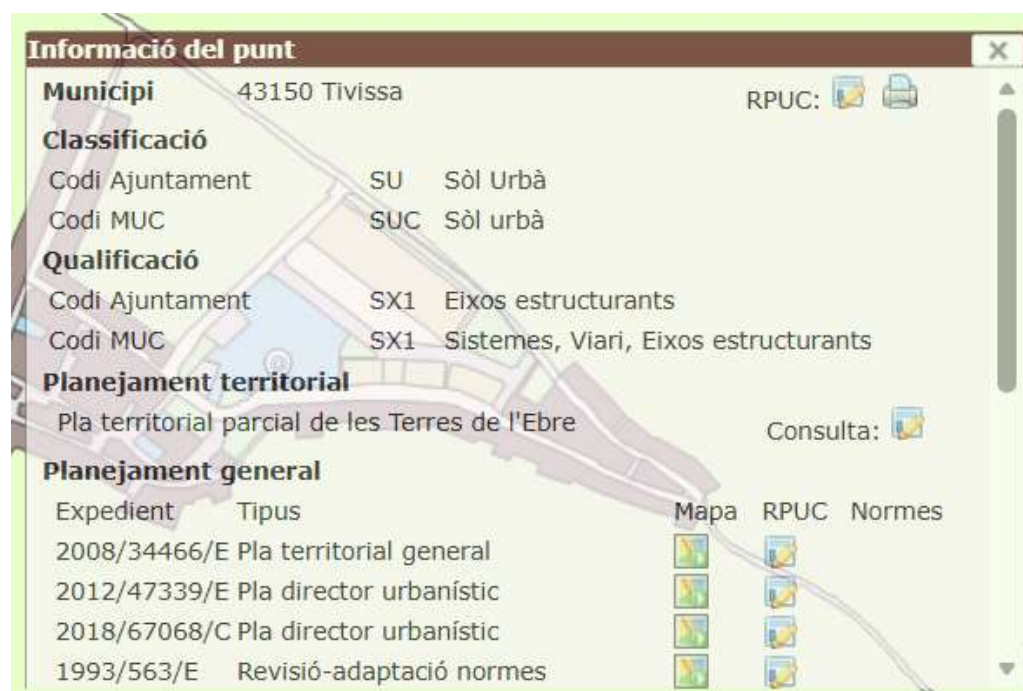 Informació del punt
Municipi 43150 Tivissa RPUC:
Classificació
Codi Ajuntament SU Sòl Urbà
Codi MUC SUC Sòl urbà
Qualificació
Codi Ajuntament SX1 Eixos estructurants
Codi MUC SX1 Sistemes, Viari, Eixos estructurants
Planejament territorial
Pla territorial parcial de les Terres de l'Ebre Consulta:
Planejament general
Expedient Tipus Mapa RPUC Normes
2008/34466/E Pla territorial general
2012/47339/E Pla director urbanístic
2018/67068/C Pla director urbanístic
1993/563/E Revisió-adaptació normes